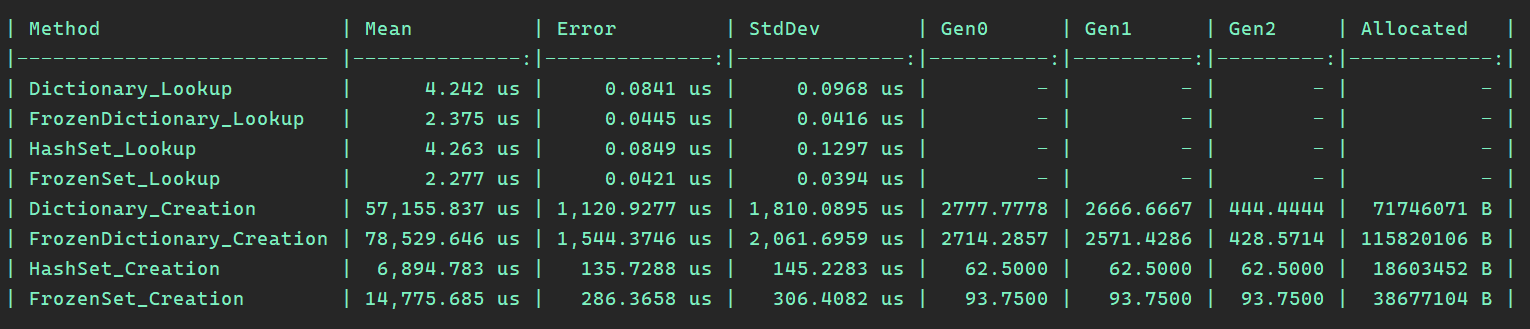 | Method                    | Mean          | Error         | StdDev        | Gen0      | Gen1      | Gen2     | Allocated   |
|-------------------------- |--------------:|--------------:|--------------:|----------:|----------:|---------:|------------:|
| Dictionary_Lookup         |      4.242 us |     0.0841 us |     0.0968 us |         - |         - |        - |           - |
| FrozenDictionary_Lookup   |      2.375 us |     0.0445 us |     0.0416 us |         - |         - |        - |           - |
| HashSet_Lookup            |      4.263 us |     0.0849 us |     0.1297 us |         - |         - |        - |           - |
| FrozenSet_Lookup          |      2.277 us |     0.0421 us |     0.0394 us |         - |         - |        - |           - |
| Dictionary_Creation       | 57,155.837 us | 1,120.9277 us | 1,810.0895 us | 2777.7778 | 2666.6667 | 444.4444 |  71746071 B |
| FrozenDictionary_Creation | 78,529.646 us | 1,544.3746 us | 2,061.6959 us | 2714.2857 | 2571.4286 | 428.5714 | 115820106 B |
| HashSet_Creation          |  6,894.783 us |   135.7288 us |   145.2283 us |   62.5000 |   62.5000 |  62.5000 |  18603452 B |
| FrozenSet_Creation        | 14,775.685 us |   286.3658 us |   306.4082 us |   93.7500 |   93.7500 |  93.7500 |  38677104 B |